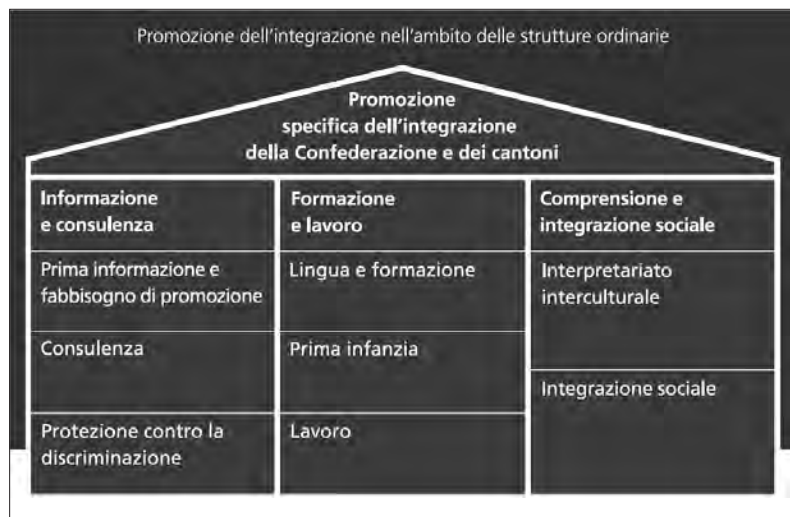 Promozione dell'integrazione nell'ambito delle strutture ordinarie
Promozione
specifica dell'integrazione
della Confederazione e dei cantoni
Informazione
e consulenza
Prima informazione e
fabbisogno di promozione
Consulenza
Protezione contro la
discriminazione
Formazione
e lavoro
Lingua e formazione
Prima infanzia
Lavoro
Comprensione e
integrazione sociale
Interpretariato
interculturale
Integrazione sociale